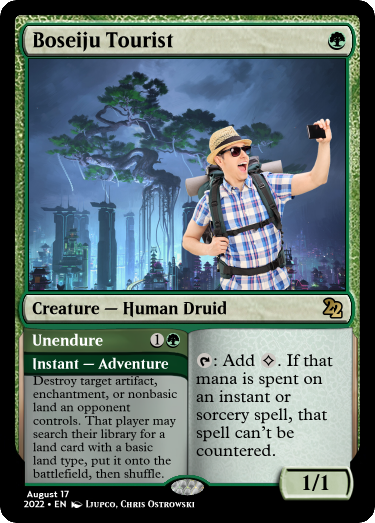 Boseiju Tourist
Creature — Human Druid
22
Unendure 1
Instant — Adventure
Destroy target artifact,
enchantment, or nonbasic
land an opponent
controls. That player may
search their library for a
land card with a basic
land type, put it onto the
battlefield, then shuffle.
: Add . If that
mana is spent on
an instant or
sorcery spell, that
spell can't be
countered.
1/1
August 17
2022 • EN Ljupco, Chris Ostrowski